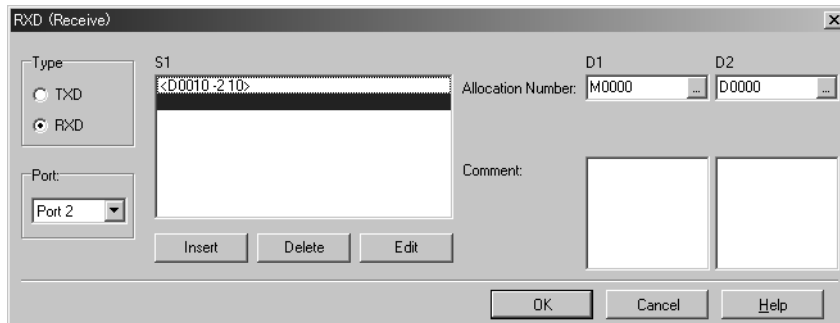 RXD (Receive)
Type
TXD
RXD
Port:
Port 2
S1
<D0010 -2 10>
Insert Delete Edit
D1 D2
Allocation Number: M0000 ... D0000 ...
Comment:
OK Cancel Help